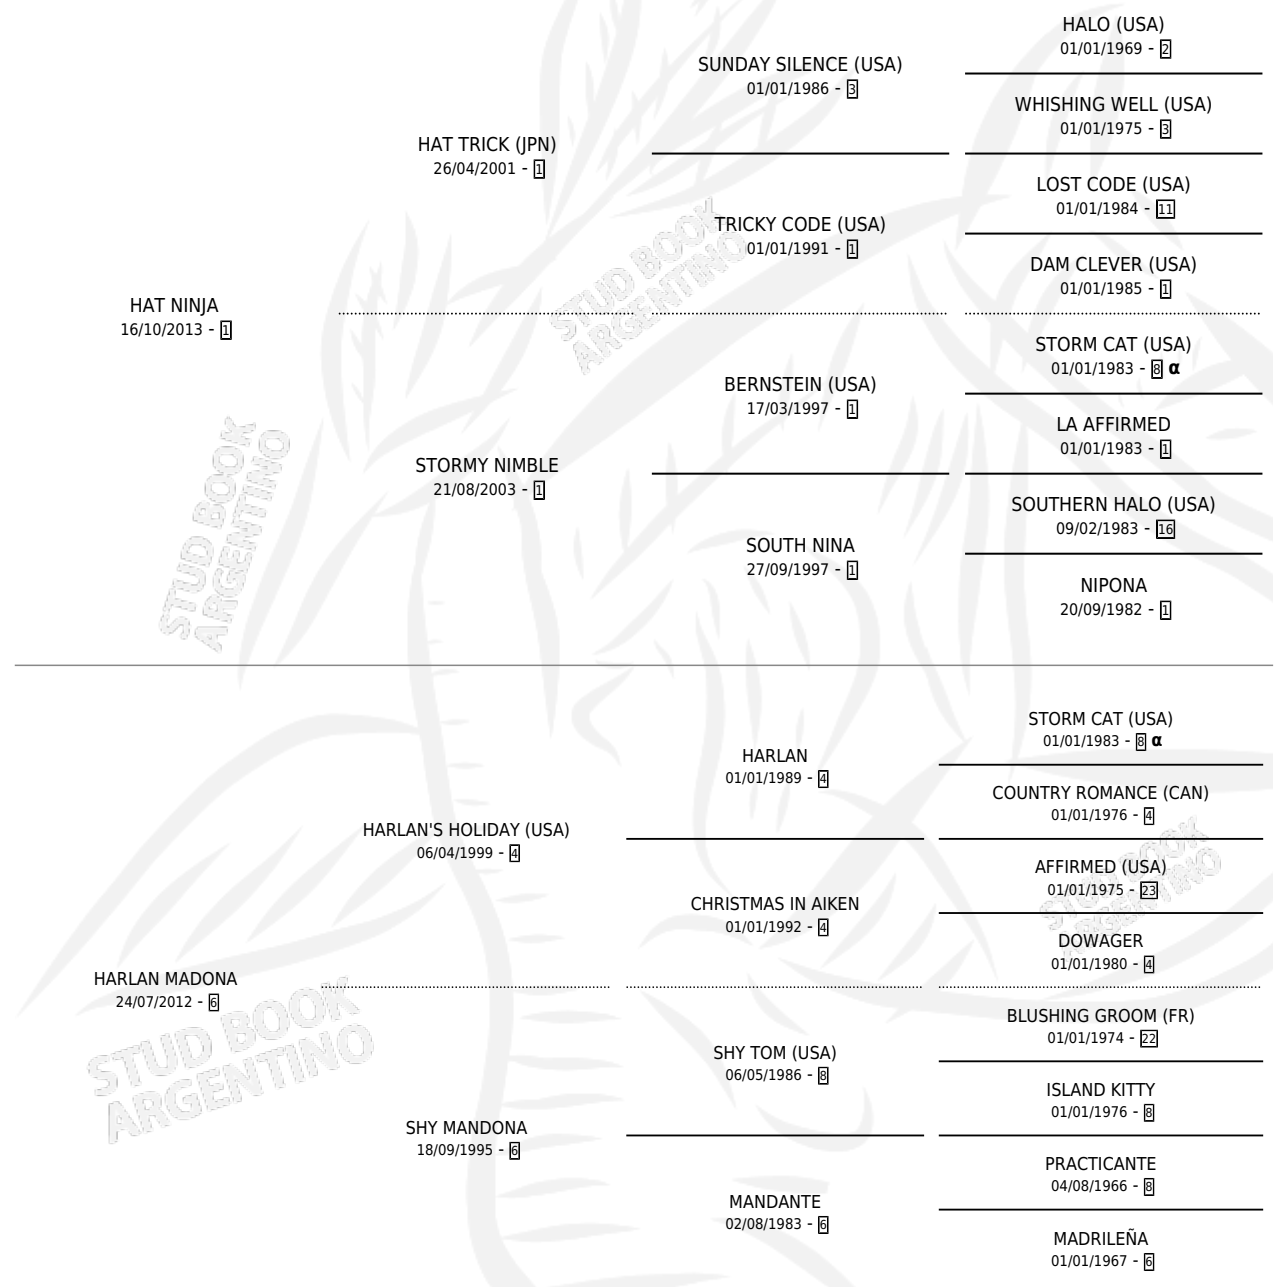 HALO (USA)
01/01/1969 - 2
SUNDAY SILENCE (USA)
01/01/1986 - 3
WHISHING WELL (USA)
01/01/1975 - 3
HAT TRICK (JPN)
26/04/2001 - 1
LOST CODE (USA)
01/01/1984 - 11
TRICKY CODE (USA)
01/01/1991 - 1
DAM CLEVER (USA)
01/01/1985 - 1
HAT NINJA
16/10/2013 - 1
STORM CAT (USA)
01/01/1983 - 8 α
BERNSTEIN (USA)
17/03/1997 - 1
LA AFFIRMED
01/01/1983 - 1
STORMY NIMBLE
21/08/2003 - 1
SOUTHERN HALO (USA)
09/02/1983 - 16
SOUTH NINA
27/09/1997 - 1
NIPONA
20/09/1982 - 1
STUD BOOK
ARGENTINO
STUD BOOK
ARGENTINO
STORM CAT (USA)
01/01/1983 - 8 α
HARLAN
01/01/1989 - 4
COUNTRY ROMANCE (CAN)
01/01/1976 - 4
HARLAN'S HOLIDAY (USA)
06/04/1999 - 4
AFFIRMED (USA)
01/01/1975 - 23
CHRISTMAS IN AIKEN
01/01/1992 - 4
DOWAGER
01/01/1980 - 4
HARLAN MADONA
24/07/2012 - 6
BLUSHING GROOM (FR)
01/01/1974 - 22
SHY TOM (USA)
06/05/1986 - 8
ISLAND KITTY
01/01/1976 - 8
SHY MANDONA
18/09/1995 - 6
PRACTICANTE
04/08/1966 - 8
MANDANTE
02/08/1983 - 6
MADRILEÑA
01/01/1967 - 6
STUD BOOK
ARGENTINO
STUD BOOK
ARGENTINO